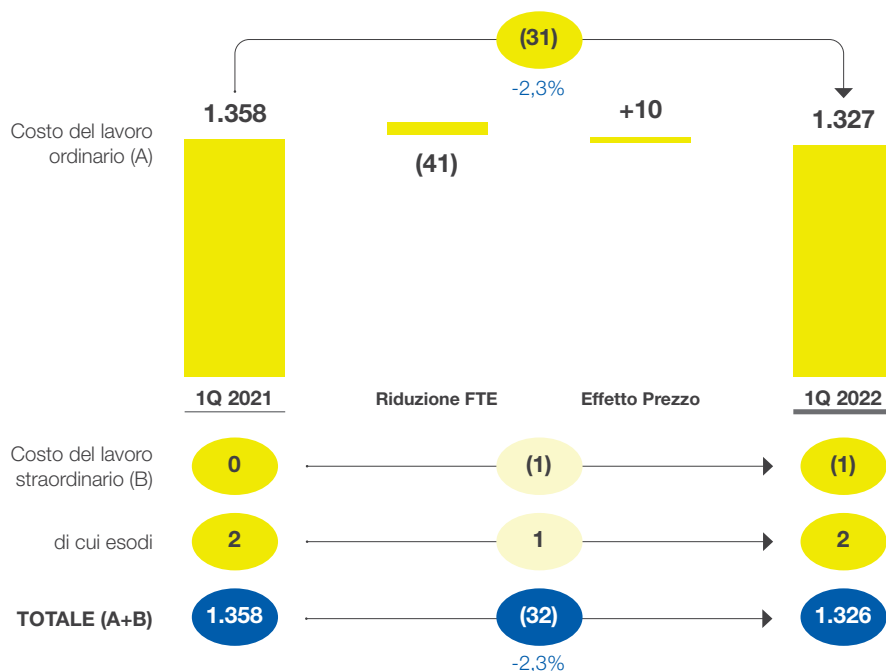 (31)
-2,3%
1.358
+10
1.327
Costo del lavoro
ordinario (A)
(41)
1Q 2021
Riduzione FTE
Effetto Prezzo
1Q 2022
Costo del lavoro
straordinario (B)
0
(1)
(1)
di cui esodi
2
1
2
TOTALE (A+B)
1.358
(32)
1.326
-2,3%